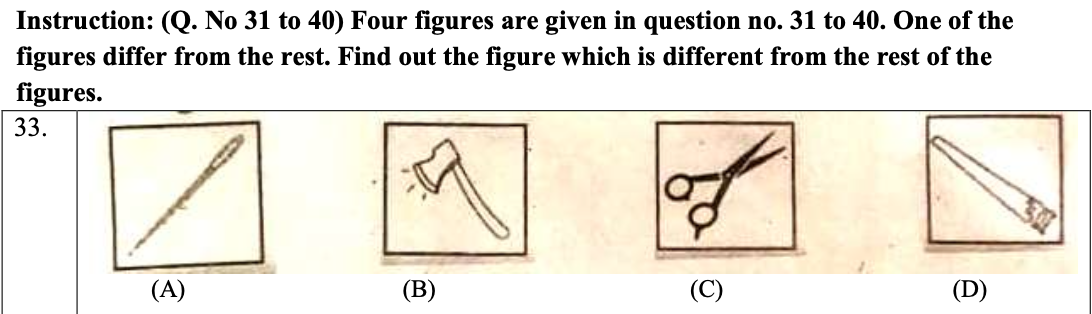 Instruction: (Q. No 31 to 40) Four figures are given in question no. 31 to 40. One of the
figures differ from the rest. Find out the figure which is different from the rest of the
figures.
33.
(A) (B) (C) (D)